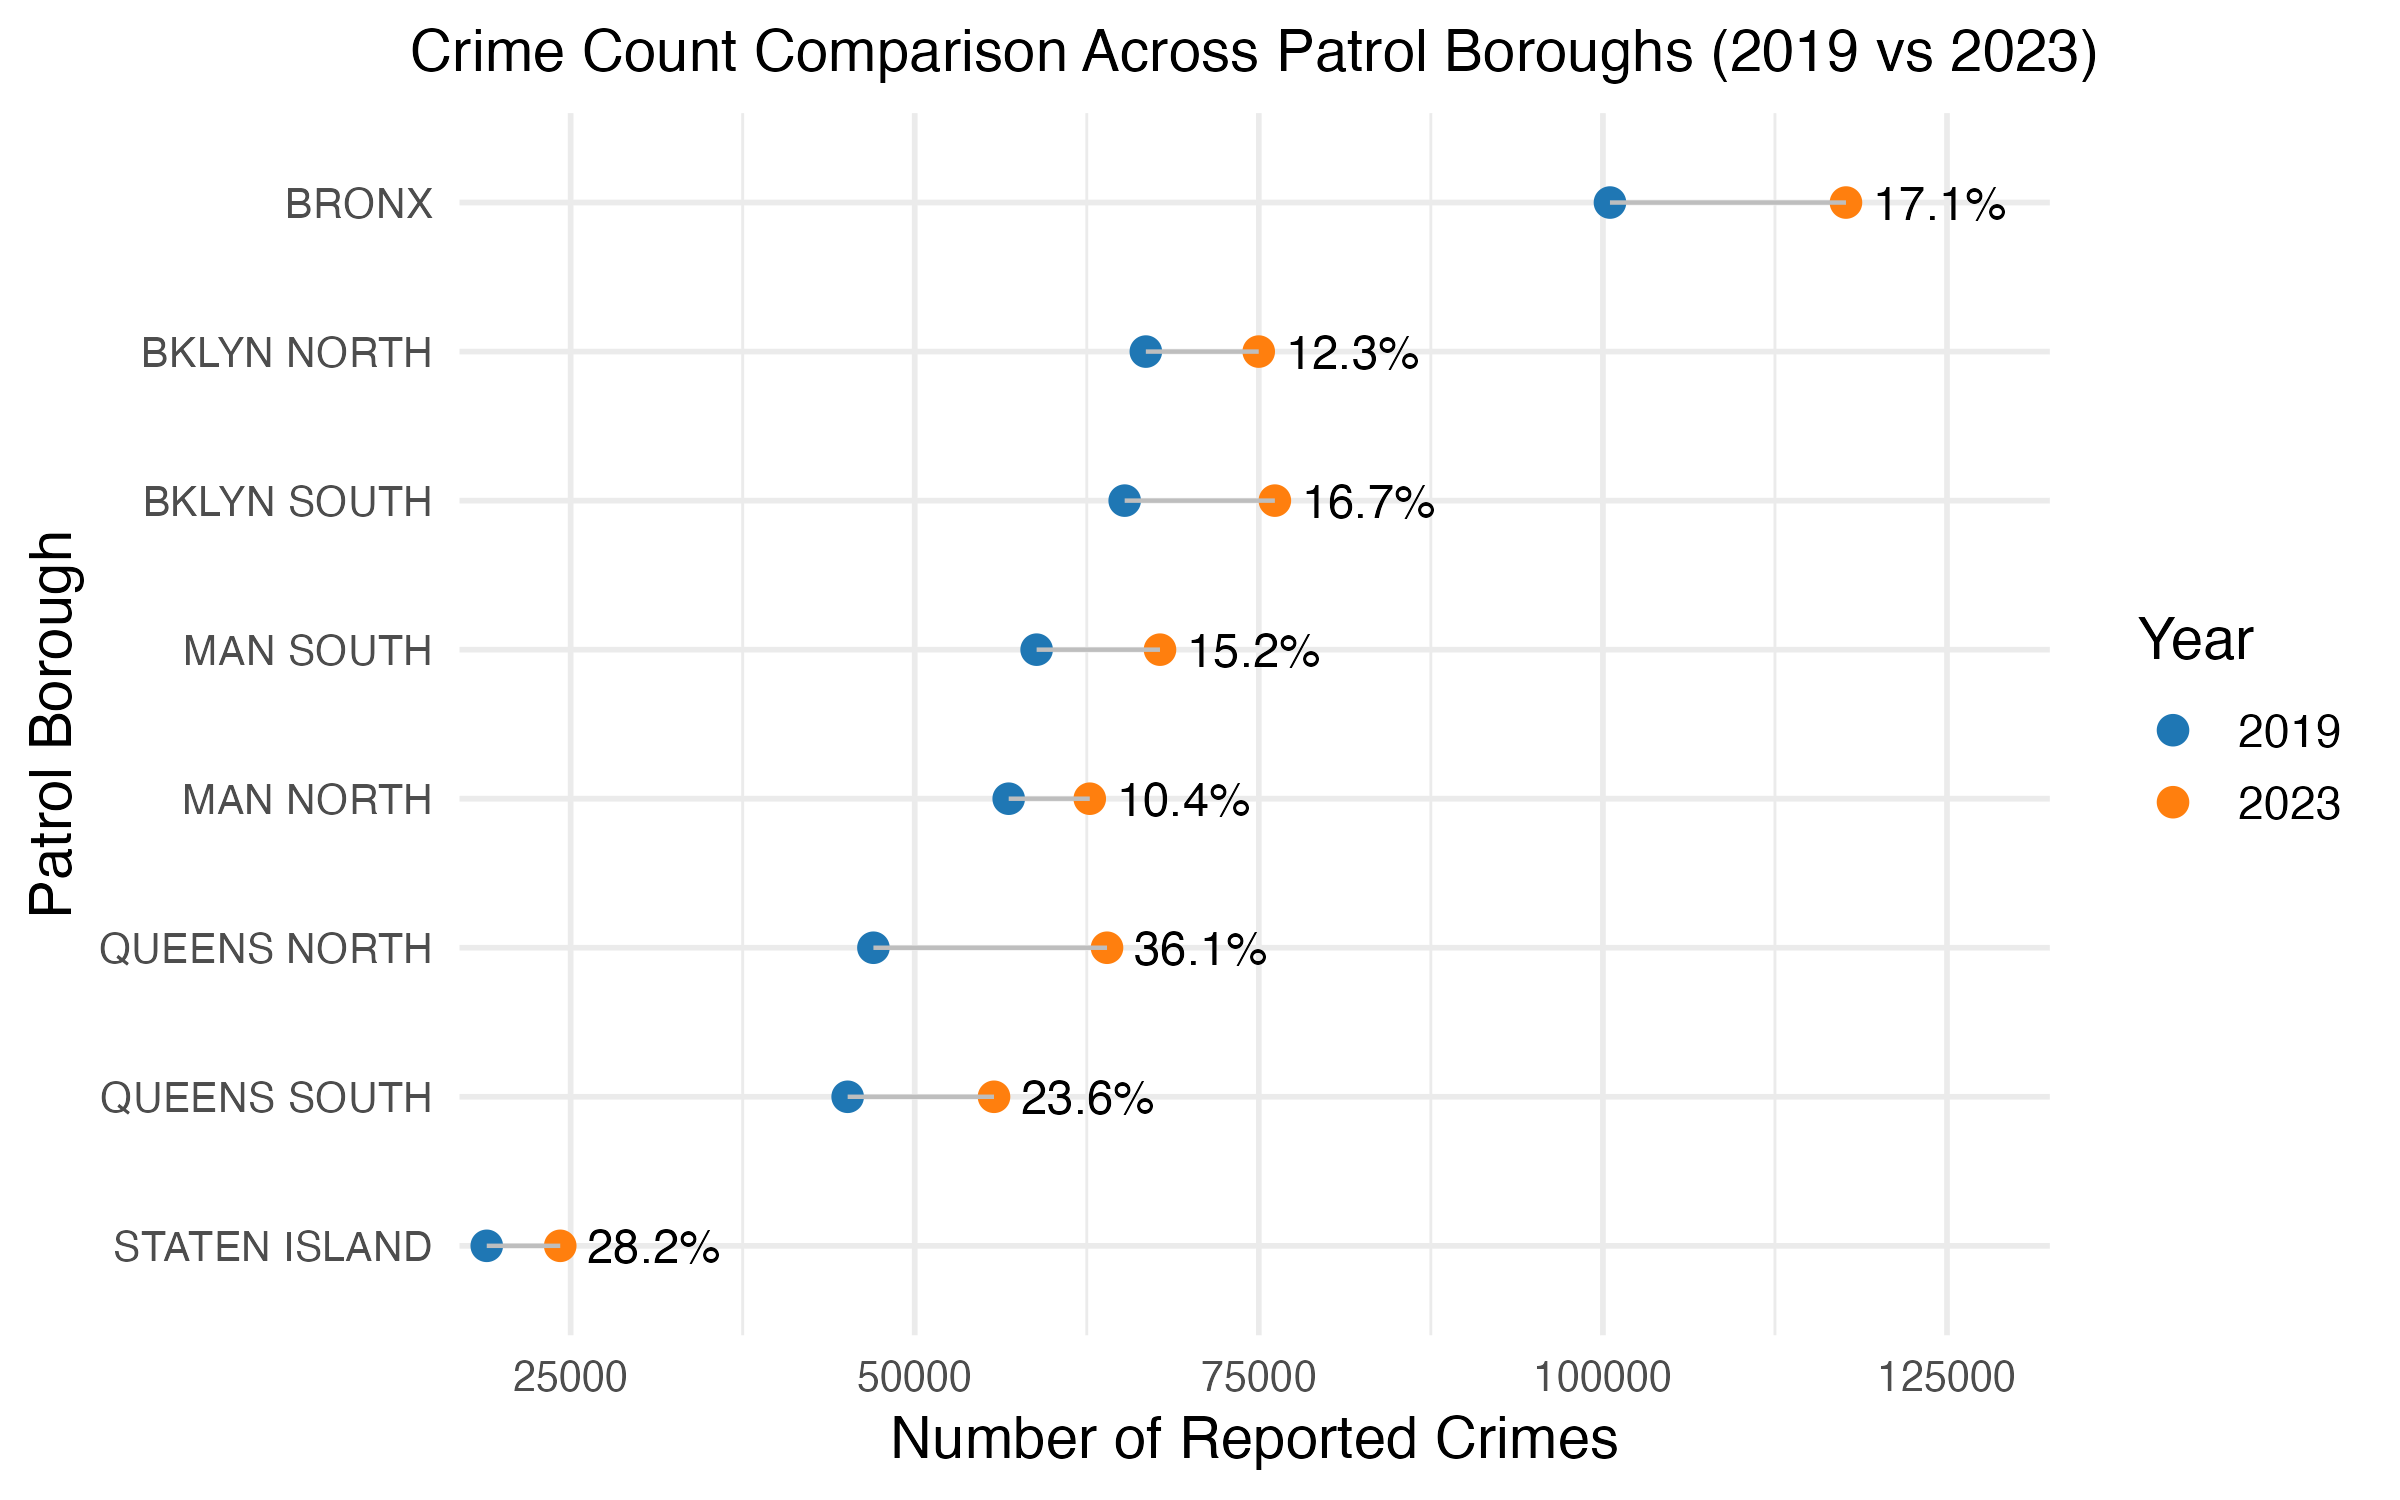 Crime Count Comparison Across Patrol Boroughs (2019 vs 2023)
Patrol Borough
BRONX 17.1%
BKLYN NORTH 12.3%
BKLYN SOUTH 16.7%
MAN SOUTH 15.2%
MAN NORTH 10.4%
QUEENS NORTH 36.1%
QUEENS SOUTH 23.6%
STATEN ISLAND 28.2%
25000 50000 75000 100000 125000
Number of Reported Crimes
Year
2019
2023